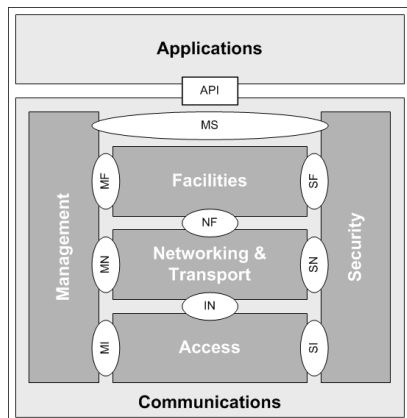 Applications
API
MS
Management
MF
Facilities
SF
Security
NF
MN
Networking &
Transport
SN
IN
MI
Access
SI
Communications